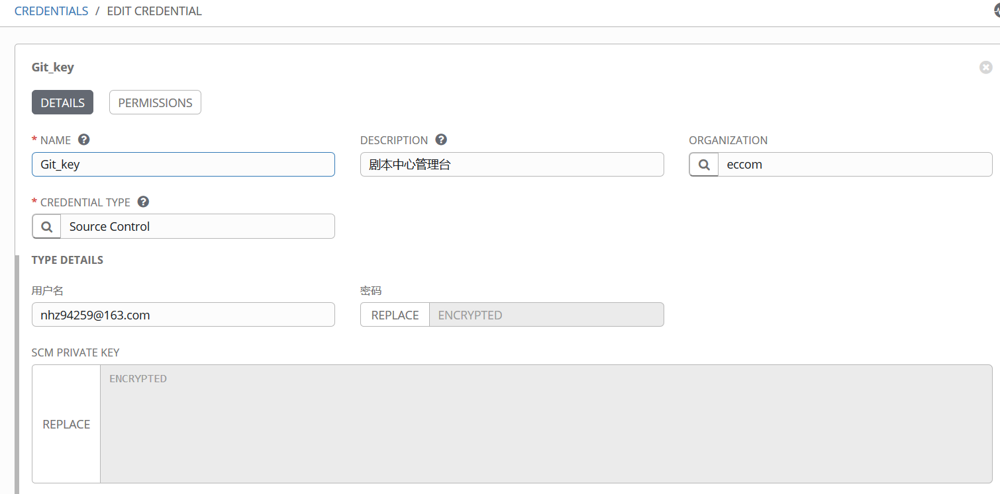 CREDENTIALS / EDIT CREDENTIAL
Git_key
DETAILS PERMISSIONS
* NAME ? DESCRIPTION ? ORGANIZATION
Git_key 剧本中心管理台 eccom
* CREDENTIAL TYPE ?
Source Control
TYPE DETAILS
用户名 密码
nhz94259@163.com REPLACE ENCRYPTED
SCM PRIVATE KEY
ENCRYPTED
REPLACE